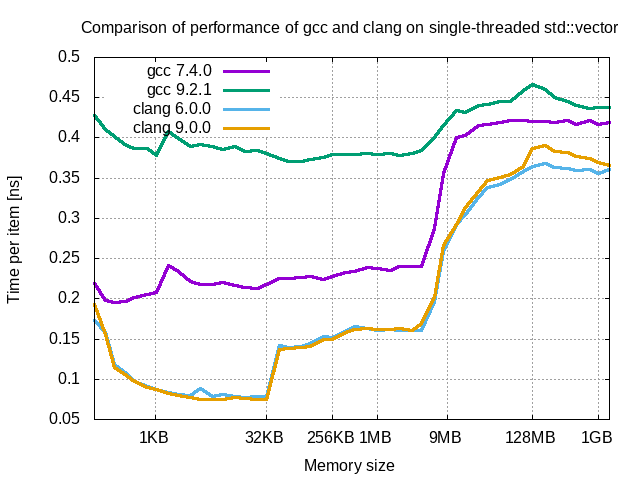 Comparison of performance of gcc and clang on single-threaded std::vector
0.5
0.45
0.4
0.35
0.3
0.25
0.2
0.15
0.1
0.05
Time per item [ns]
gcc 7.4.0
gcc 9.2.1
clang 6.0.0
clang 9.0.0
1KB 32KB 256KB 1MB 9MB 128MB 1GB
Memory size